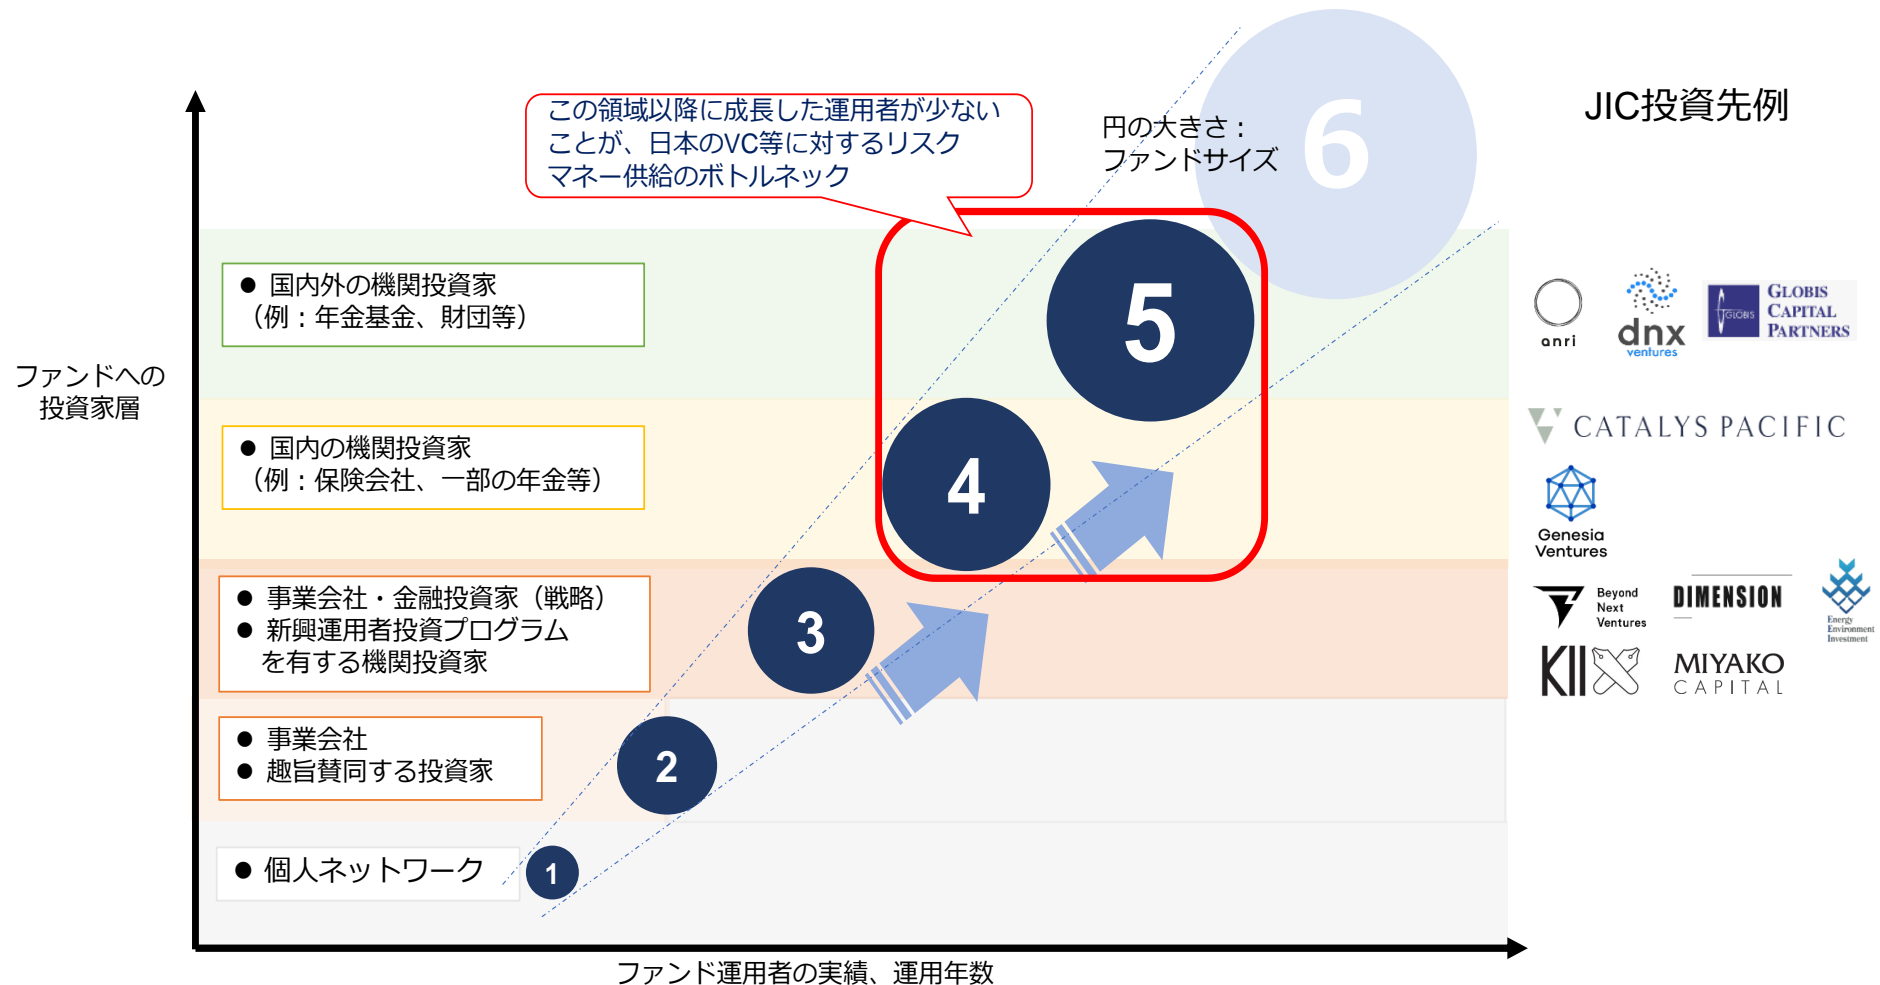 この領域以降に成長した運用者が少ない
ことが、日本のVC等に対するリスク
マネー供給のボトルネック
円の大きさ：
ファンドサイズ
6
JIC投資先例
● 国内外の機関投資家
（例：年金基金、財団等）
5
anri
dnx
ventures
GLOBIS
GLOBIS
CAPITAL
PARTNERS
ファンドへの
投資家層
● 国内の機関投資家
（例：保険会社、一部の年金等）
4
CATALYS PACIFIC
Genesia
Ventures
● 事業会社・金融投資家（戦略）
● 新興運用者投資プログラム
を有する機関投資家
3
Beyond
Next
Ventures
DIMENSION
Energy
Environment
Investment
KII
MIYAKO
CAPITAL
● 事業会社
● 趣旨賛同する投資家
2
● 個人ネットワーク
1
ファンド運用者の実績、運用年数